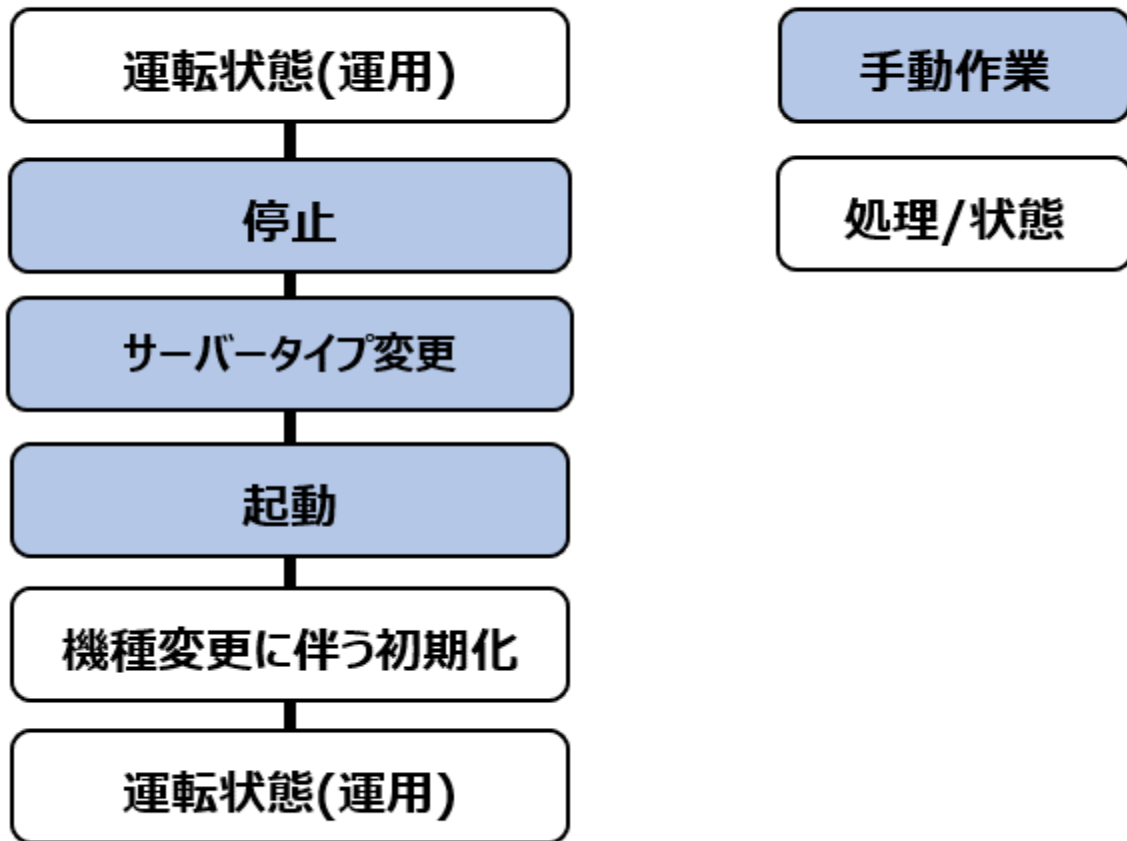 運転状態(運用)
停止
サーバータイプ変更
起動
機種変更に伴う初期化
運転状態(運用)
手動作業
処理/状態